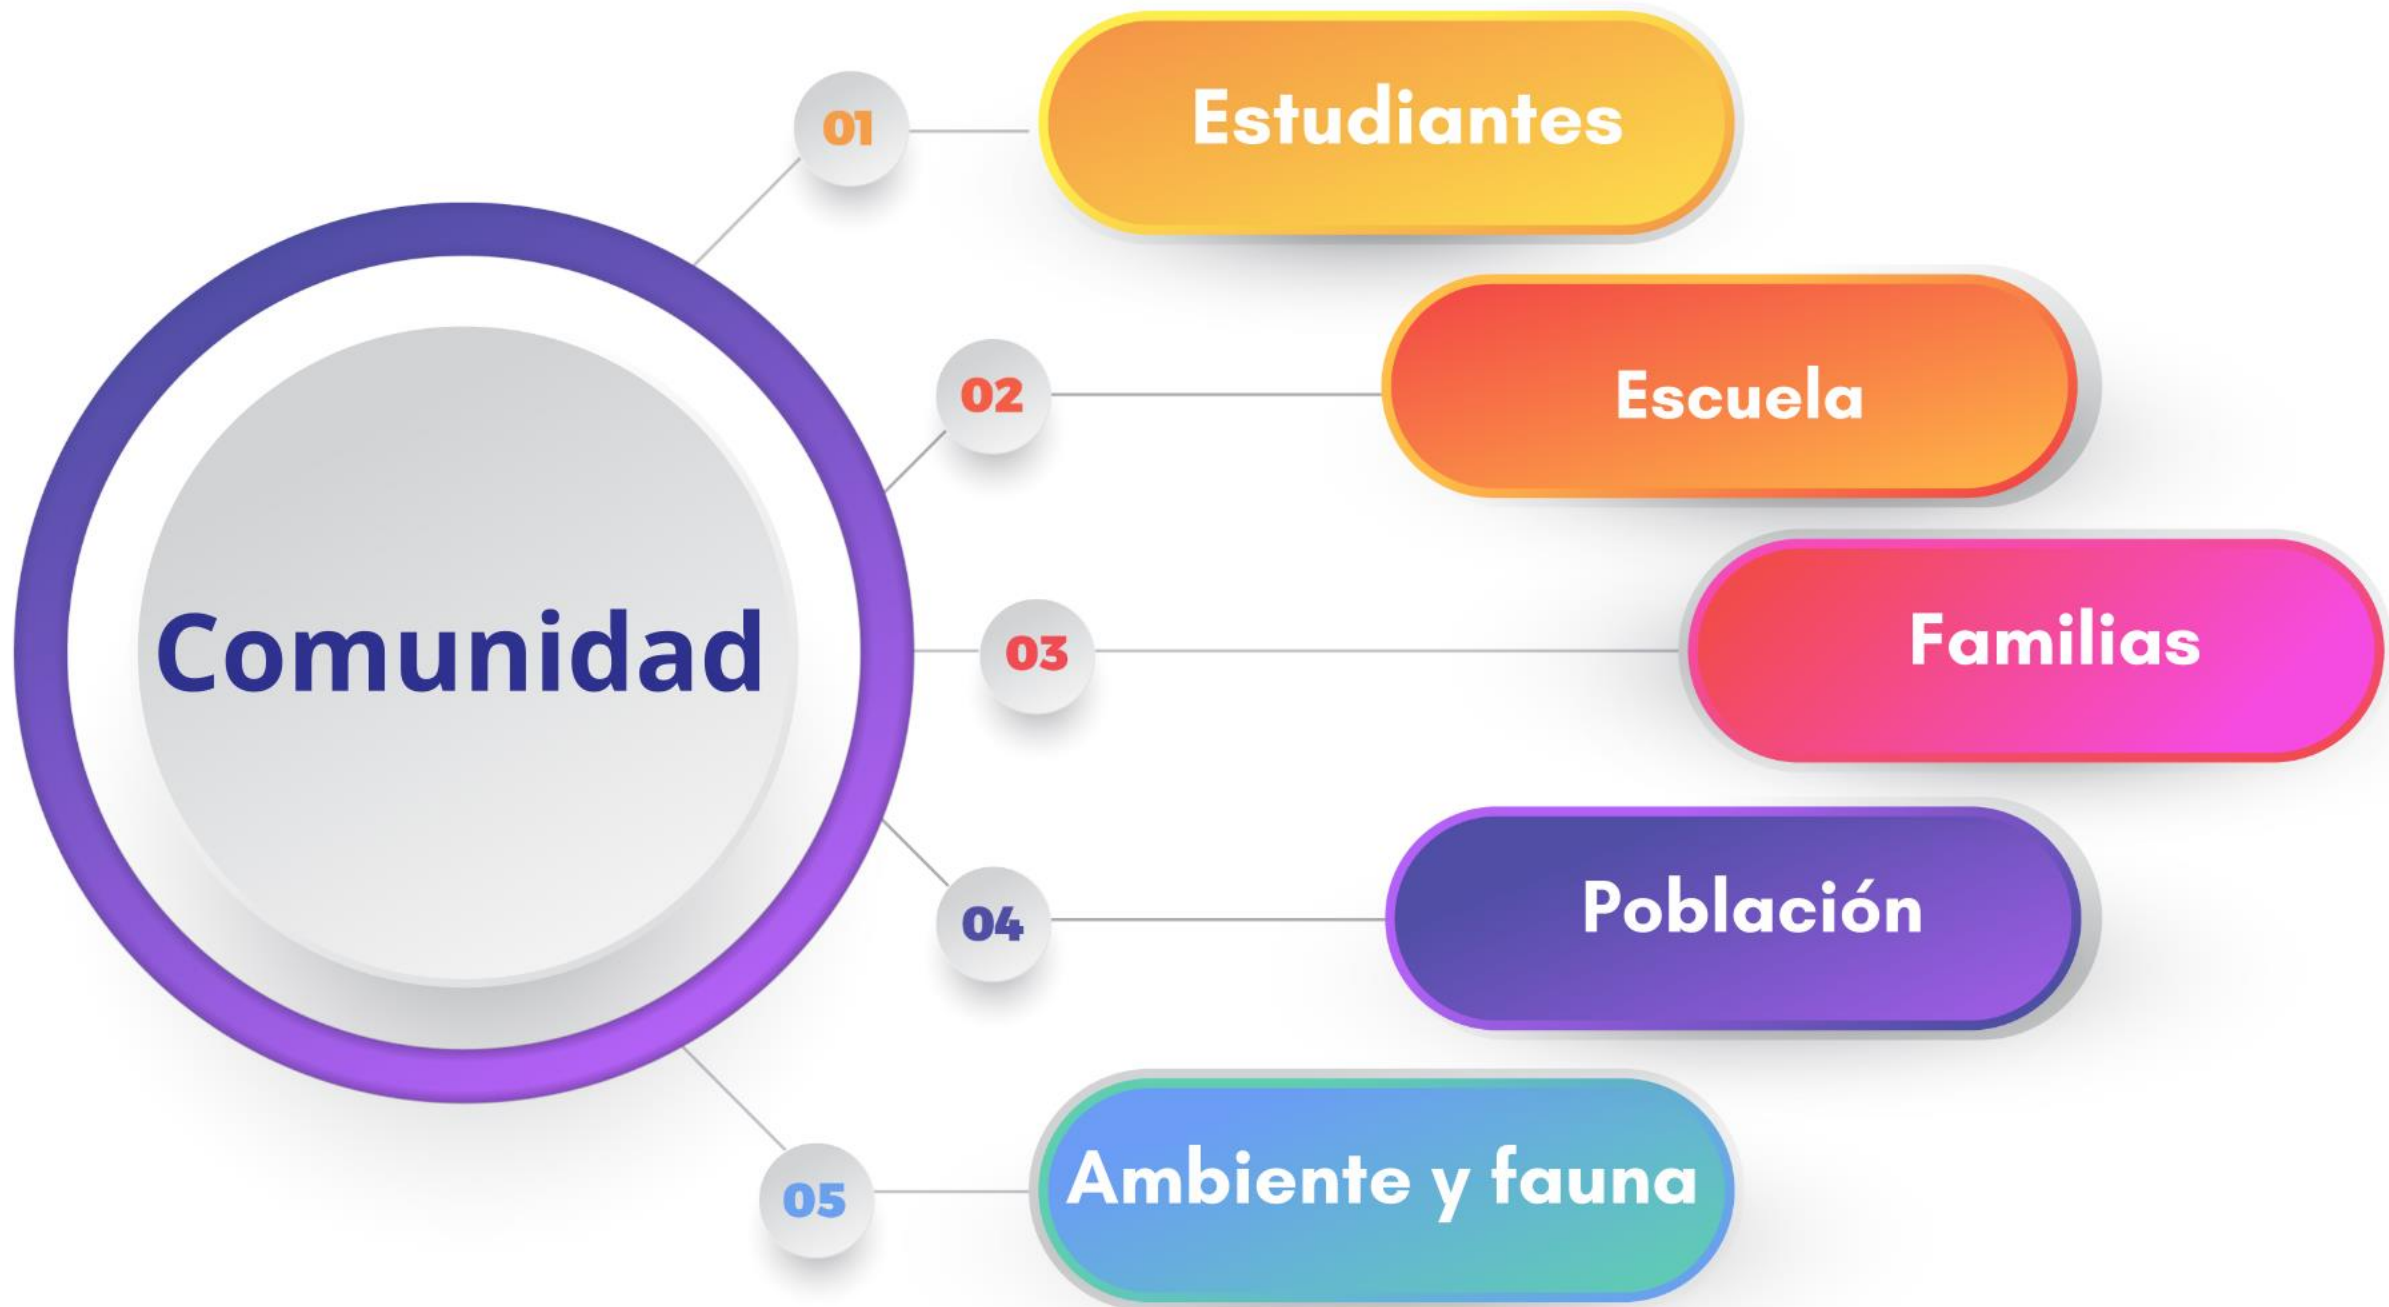 Comunidad
01
Estudiantes
02
Escuela
03
Familias
04
Población
05
Ambiente y fauna